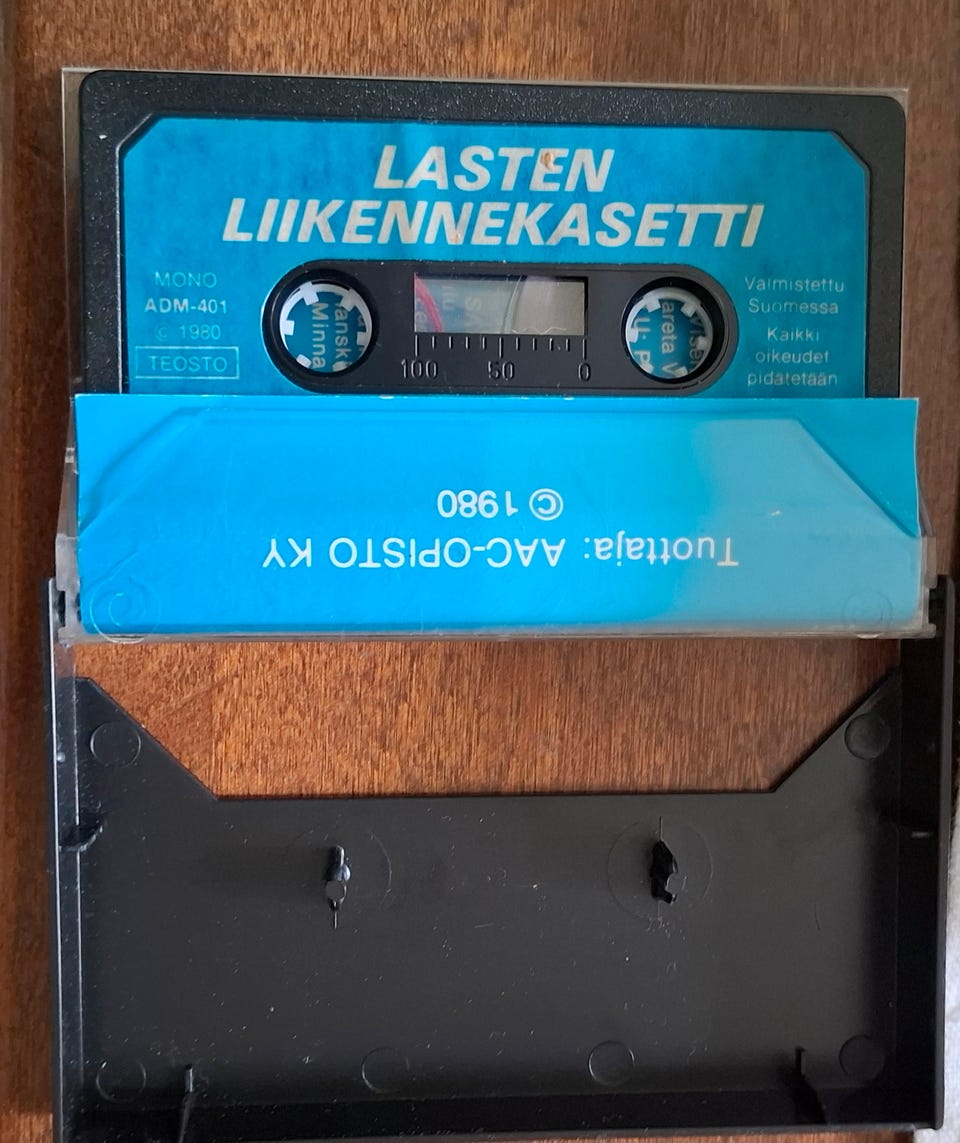 LASTEN
LIIKENNEKASETTI
MONO
ADM-401
© 1980
TEOSTO
Minna
100 50 0
Valmistettu
Suomessa
Kaikki
oikeudet
pidätetään
Tuottaja: AAC-OPISTO KY
© 1980